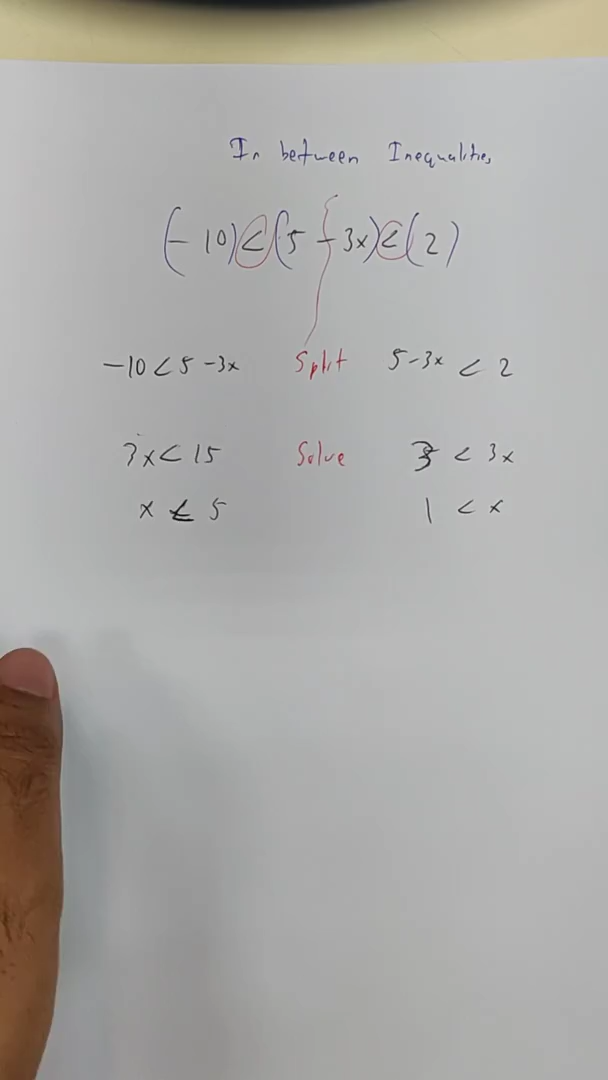 In between Inequalities
(-10) < (5 - 3x) < (2)
-10 < 5 - 3x Split 5 - 3x < 2
3x < 15 Solve 3 < 3x
x < 5 1 < x